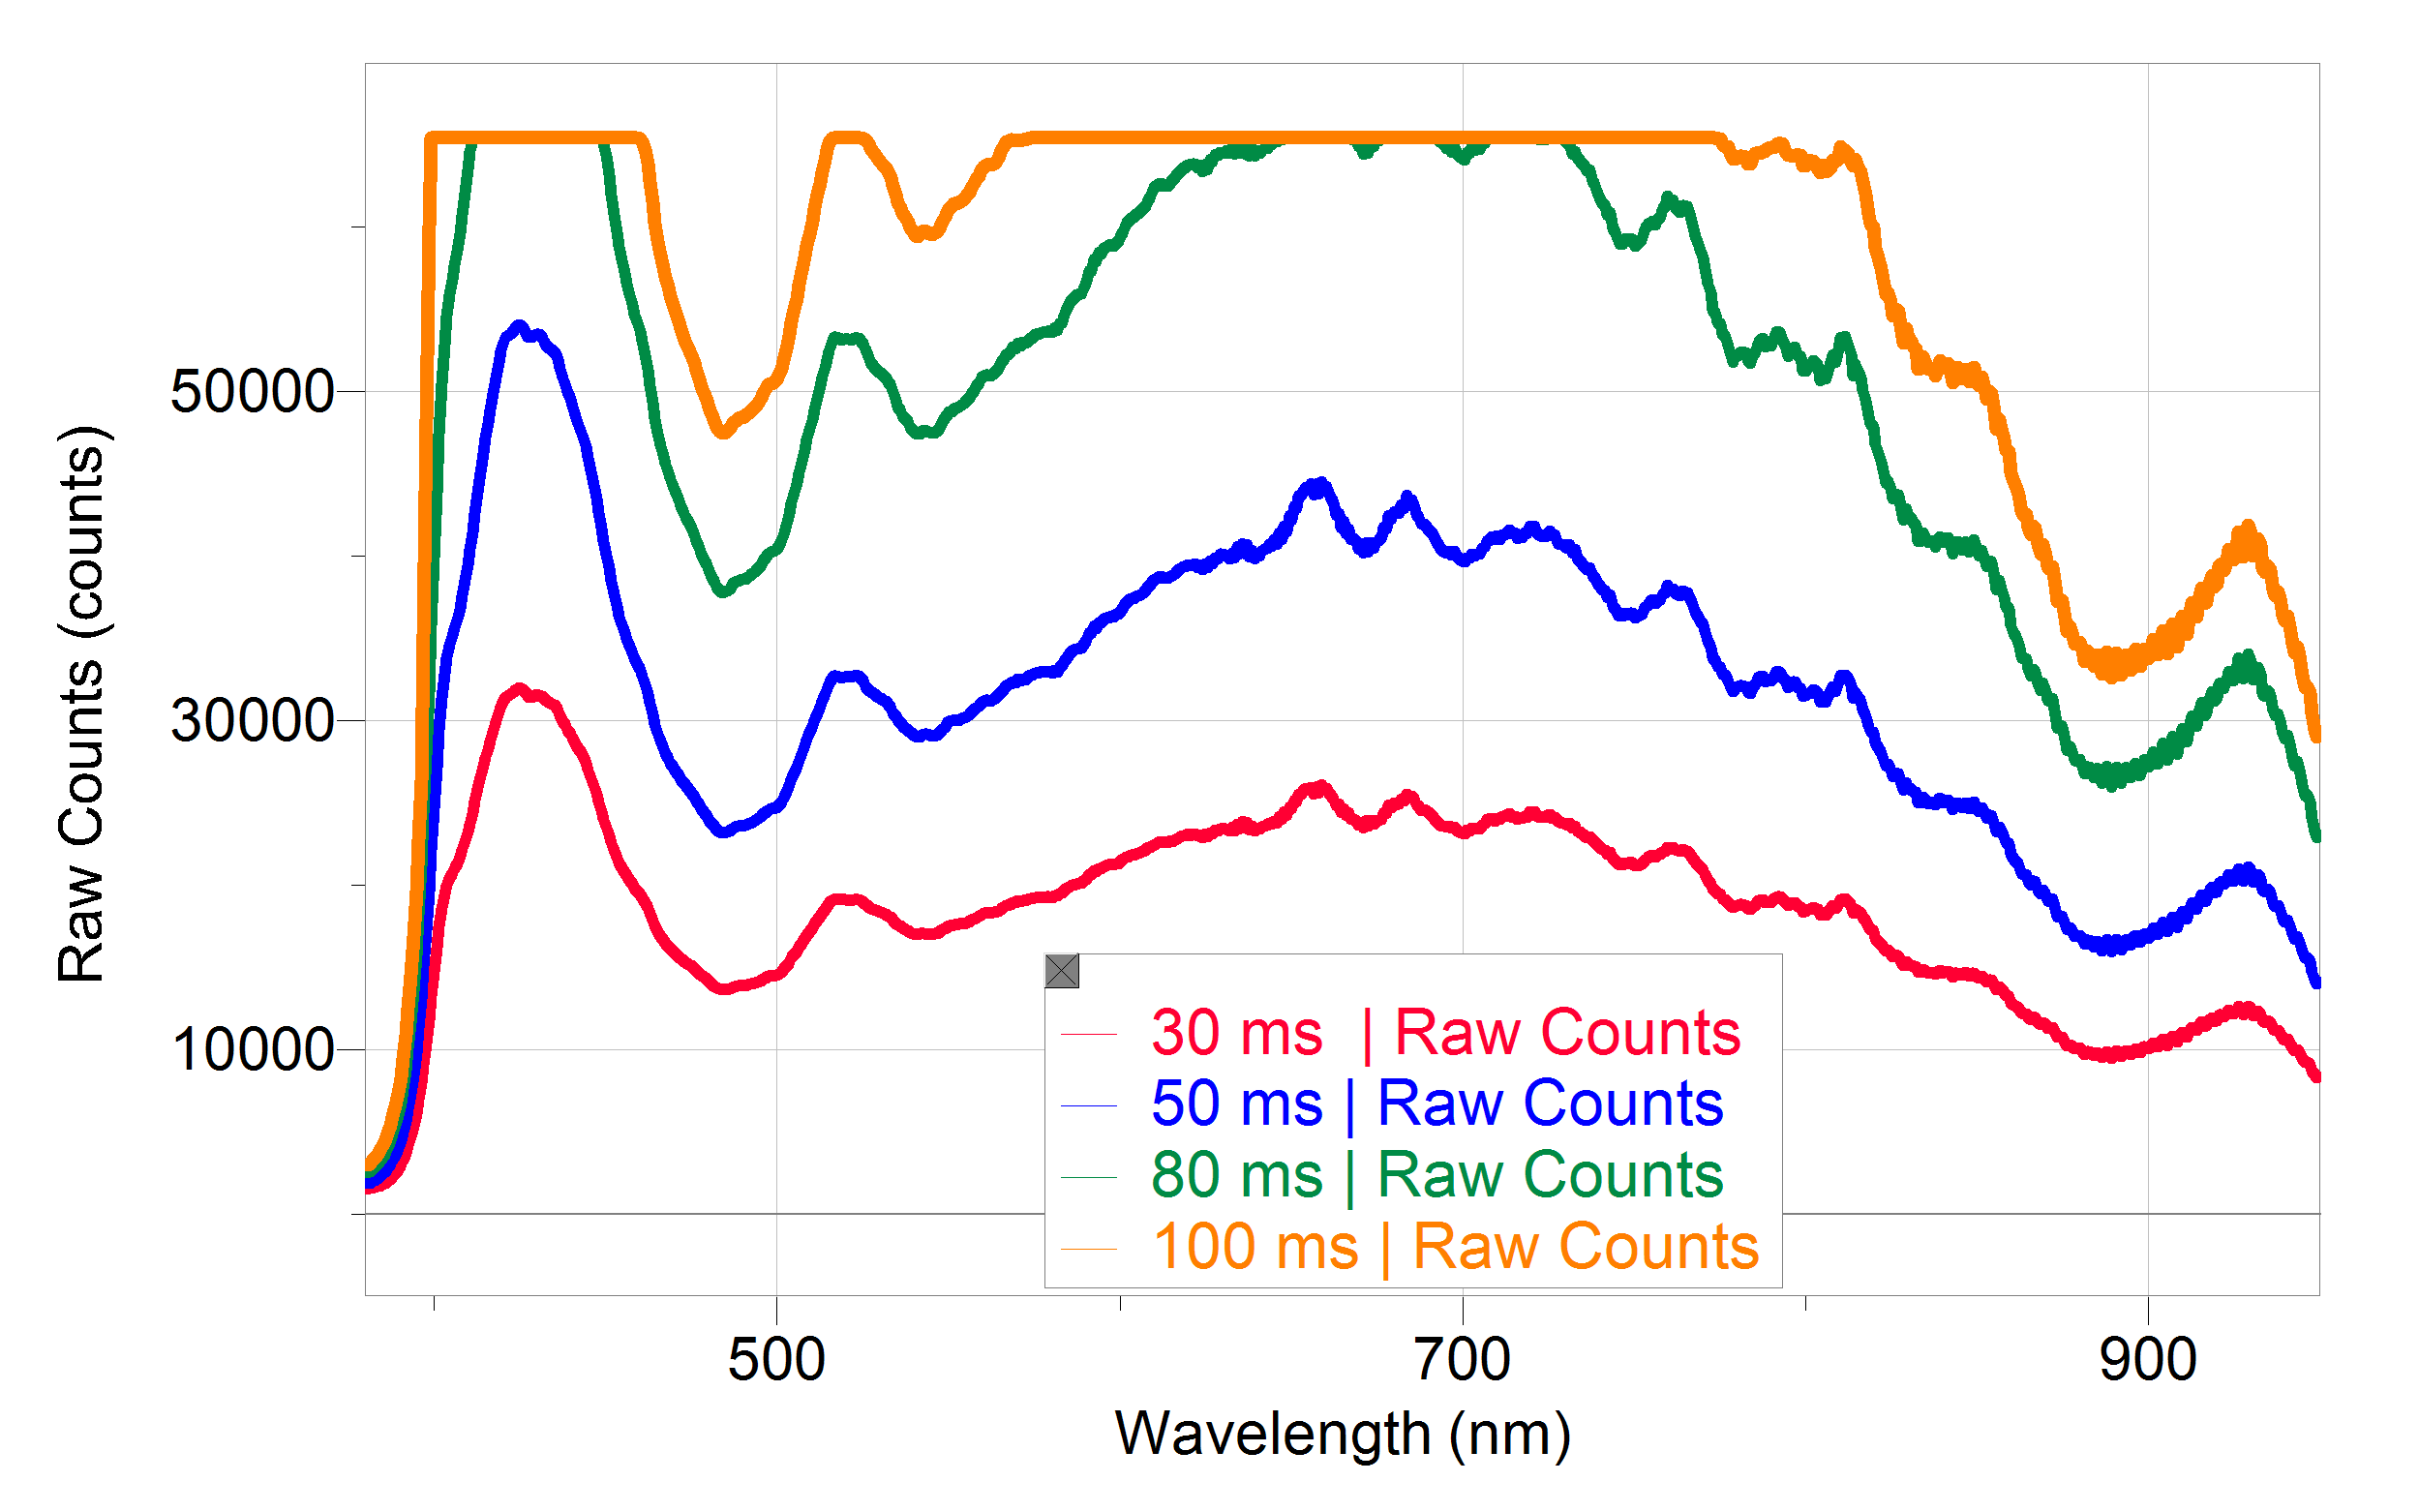 50000
30000
10000
Raw Counts (counts)
30 ms | Raw Counts
50 ms | Raw Counts
80 ms | Raw Counts
100 ms | Raw Counts
500 700 900
Wavelength (nm)